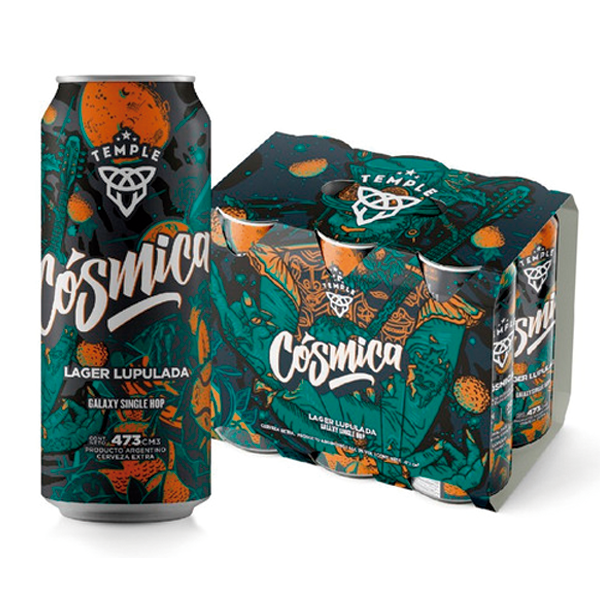 TEMPLE
Cósmica
LAGER LUPULADA
GALAXY SINGLE HOP
473 CM3
PRODUCTO ARGENTINO
CERVEZA EXTRA
TEMPLE
TEMPLE
Cósmica
LAGER LUPULADA
GALAXY SINGLE HOP